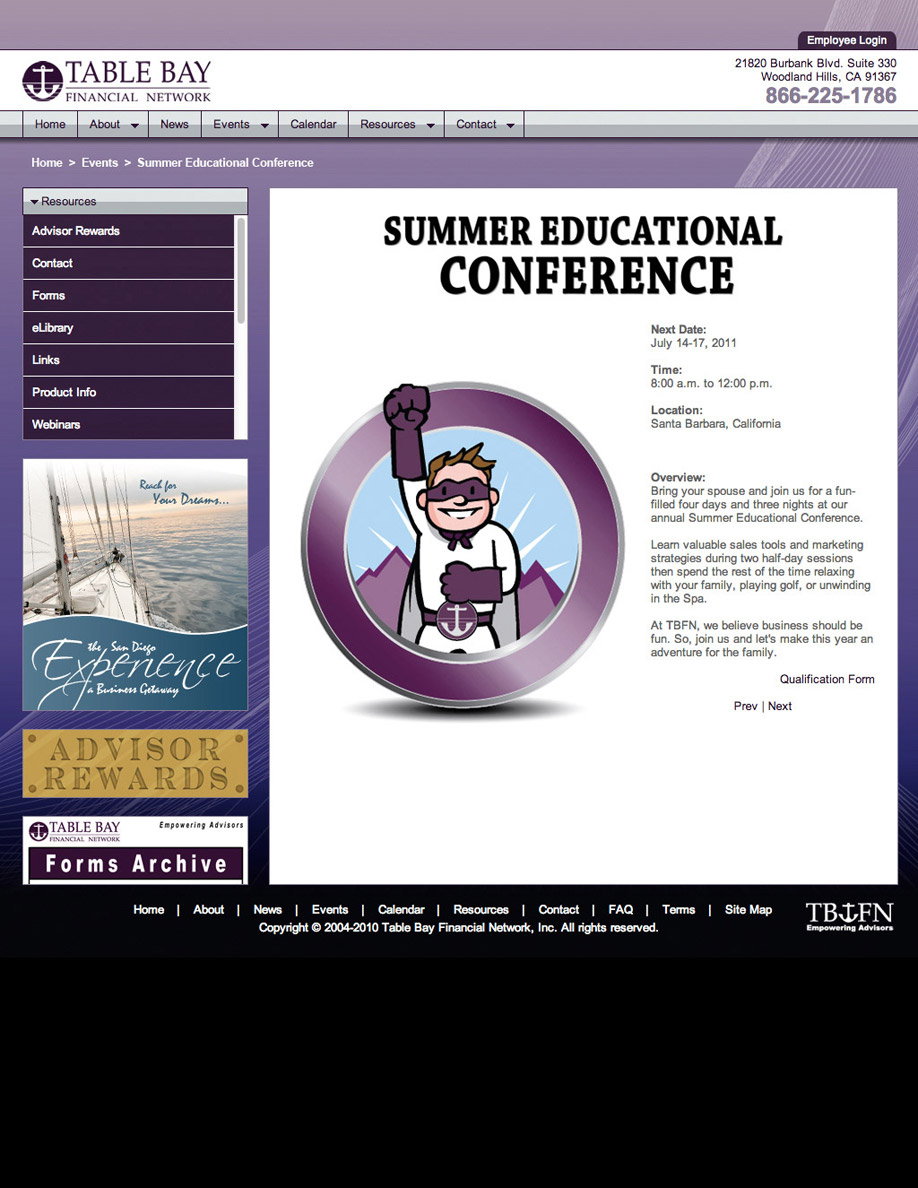 Employee Login
TABLE BAY
FINANCIAL NETWORK
21820 Burbank Blvd. Suite 330
Woodland Hills, CA 91367
866-225-1786
Home About News Events Calendar Resources Contact
Home > Events > Summer Educational Conference
Resources
Advisor Rewards
Contact
Forms
eLibrary
Links
Product Info
Webinars
Reach for
Your Dreams...
the San Diego
Experience
a Business Getaway
ADVISOR
REWARDS
TABLE BAY
FINANCIAL NETWORK
Empowering Advisors
Forms Archive
SUMMER EDUCATIONAL
CONFERENCE
Next Date:
July 14-17, 2011
Time:
8:00 a.m. to 12:00 p.m.
Location:
Santa Barbara, California
Overview:
Bring your spouse and join us for a fun-
filled four days and three nights at our
annual Summer Educational Conference.
Learn valuable sales tools and marketing
strategies during two half-day sessions
then spend the rest of the time relaxing
with your family, playing golf, or unwinding
in the Spa.
At TBFN, we believe business should be
fun. So, join us and let's make this year an
adventure for the family.
Qualification Form
Prev | Next
Home | About | News | Events | Calendar | Resources | Contact | FAQ | Terms | Site Map
Copyright © 2004-2010 Table Bay Financial Network, Inc. All rights reserved.
TBFN
Empowering Advisors